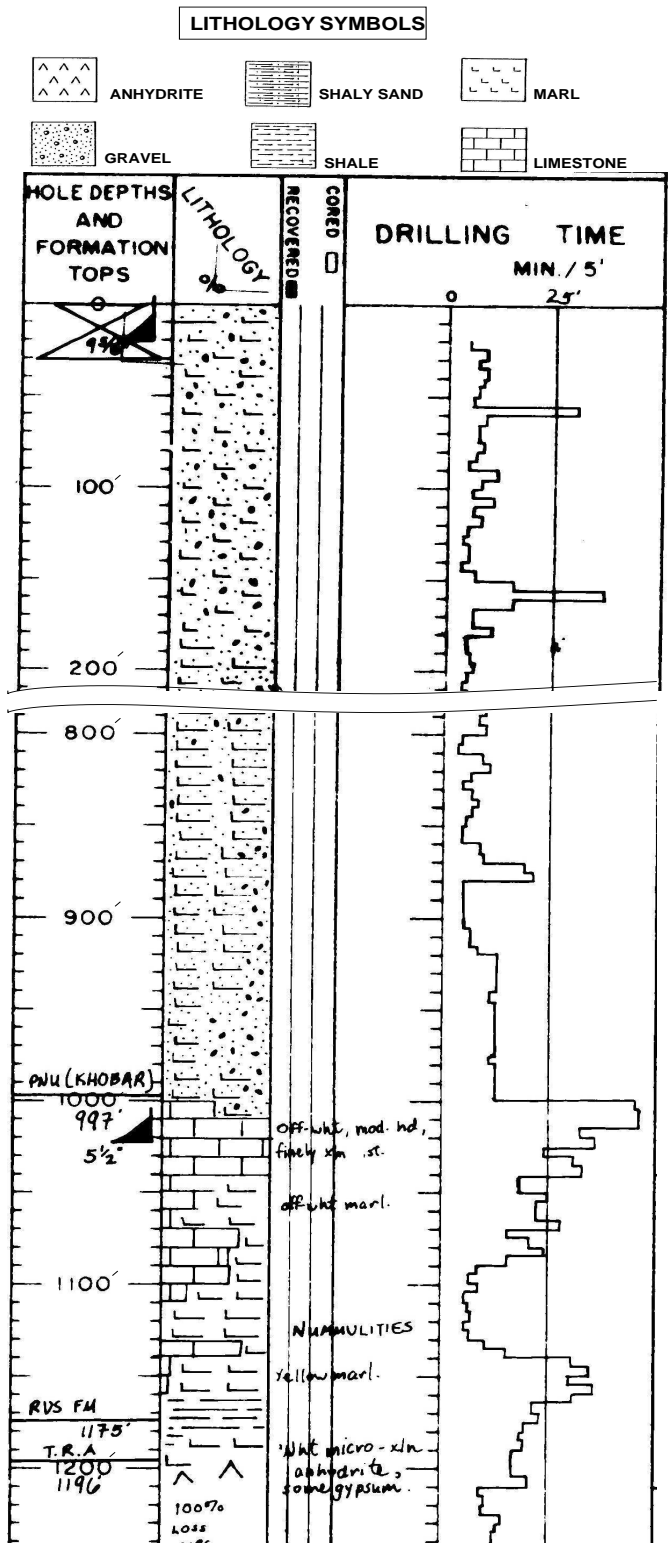 LITHOLOGY SYMBOLS
ANHYDRITE
SHALY SAND
MARL
GRAVEL
SHALE
LIMESTONE
HOLE DEPTHS
AND
FORMATION
TOPS
LITHOLOGY
%
RECOVERED
CORED
DRILLING TIME
MIN./5'
0
25'
9 5/8
100'
200'
800'
900'
PNU (KHOBAR)
1000'
997'
5½"
Off-wht, mod. hd,
finely xln st.
off-wht marl.
1100'
NUMMULITIES
Yellow marl.
RUS FM
1175'
T.R.A
1200'
1196
Wht micro-xln
anhydrite,
some gypsum.
100%
LOSS